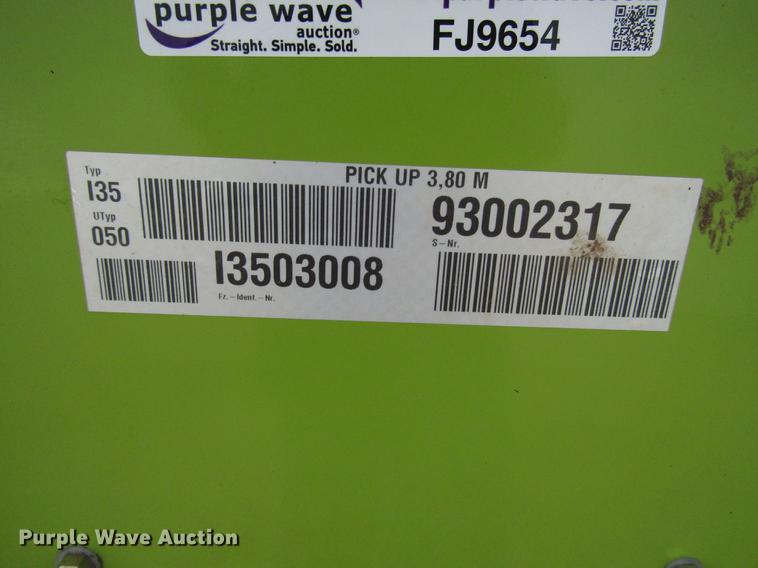 purple wave
auction®
Straight. Simple. Sold.
FJ9654
Typ
I35
UTyp
050
PICK UP 3,80 M
93002317
S-Nr.
I3503008
Fz.-Ident.-Nr.
Purple Wave Auction